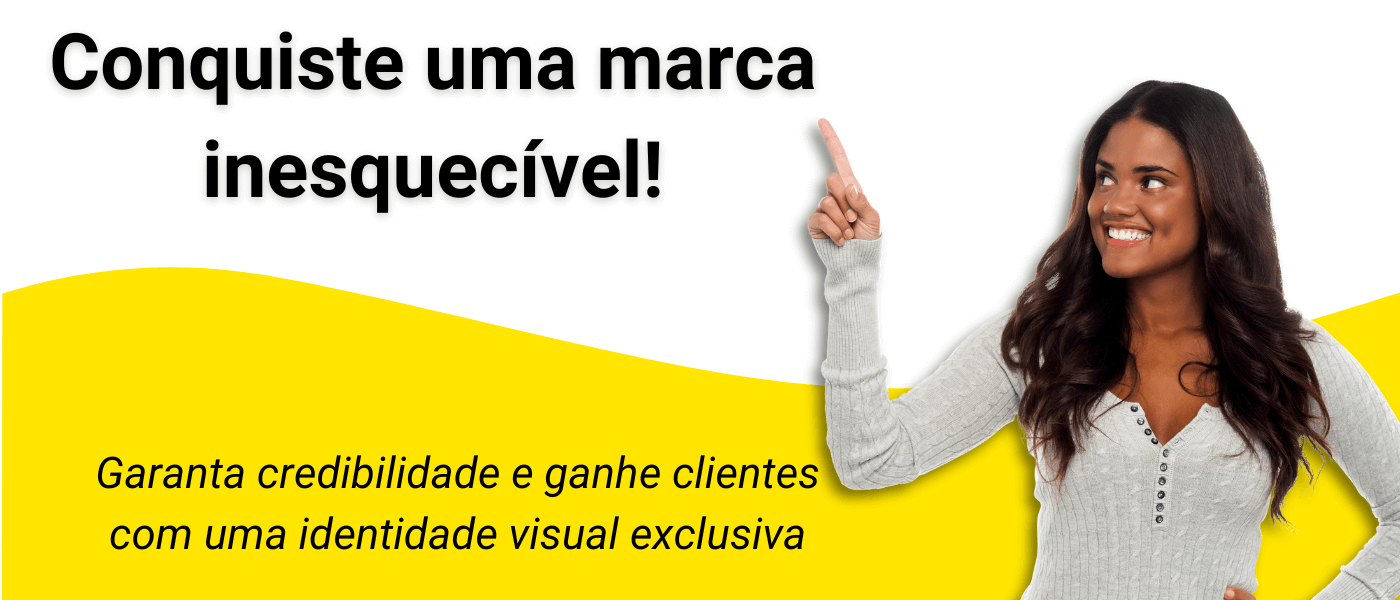 Conquiste uma marca
inesquecível!
Garanta credibilidade e ganhe clientes
com uma identidade visual exclusiva